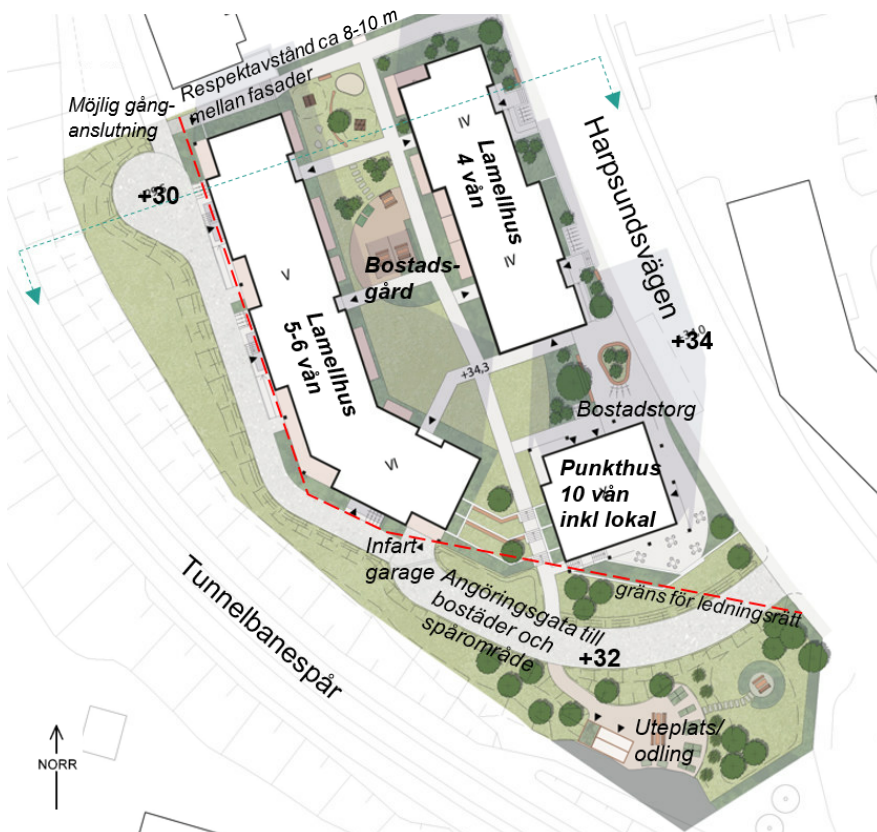 Respektavstånd ca 8-10 m
mellan fasader
Möjlig gång-
anslutning
+30
IV
Lamellhus
4 vån
IV
Harpsundsvägen
Bostads-
gård
V
Lamellhus
5-6 vån
VI
+34,3
+34
Bostadstorg
Punkthus
10 vån
inkl lokal
Infart
garage
Angöringsgata till
bostäder och
spårområde
gräns för ledningsrätt
+32
Tunnelbanespår
Uteplats/
odling
NORR